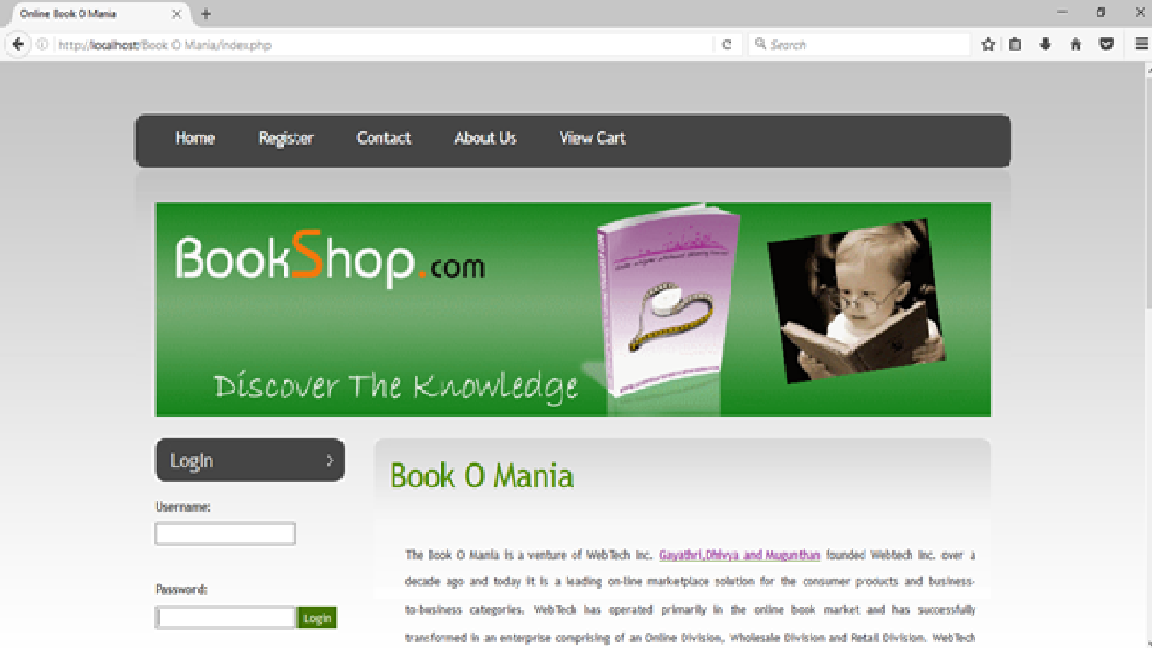 Online Book O Mania
http://localhost/Book O Mania/index.php
Search
Home Register Contact About Us View Cart
BookShop.com
Discover The Knowledge
Login
Username:
Password:
Login
Book O Mania
The Book O Mania is a venture of WebTech Inc. Gayathri,Dhivya and Mugunthan founded Webtech Inc. over a
decade ago and today it is a leading on-line marketplace solution for the consumer products and business-
to-business categories. WebTech has operated primarily in the online book market and has successfully
transformed in an enterprise comprising of an Online Division, Wholesale Division and Retail Division. WebTech